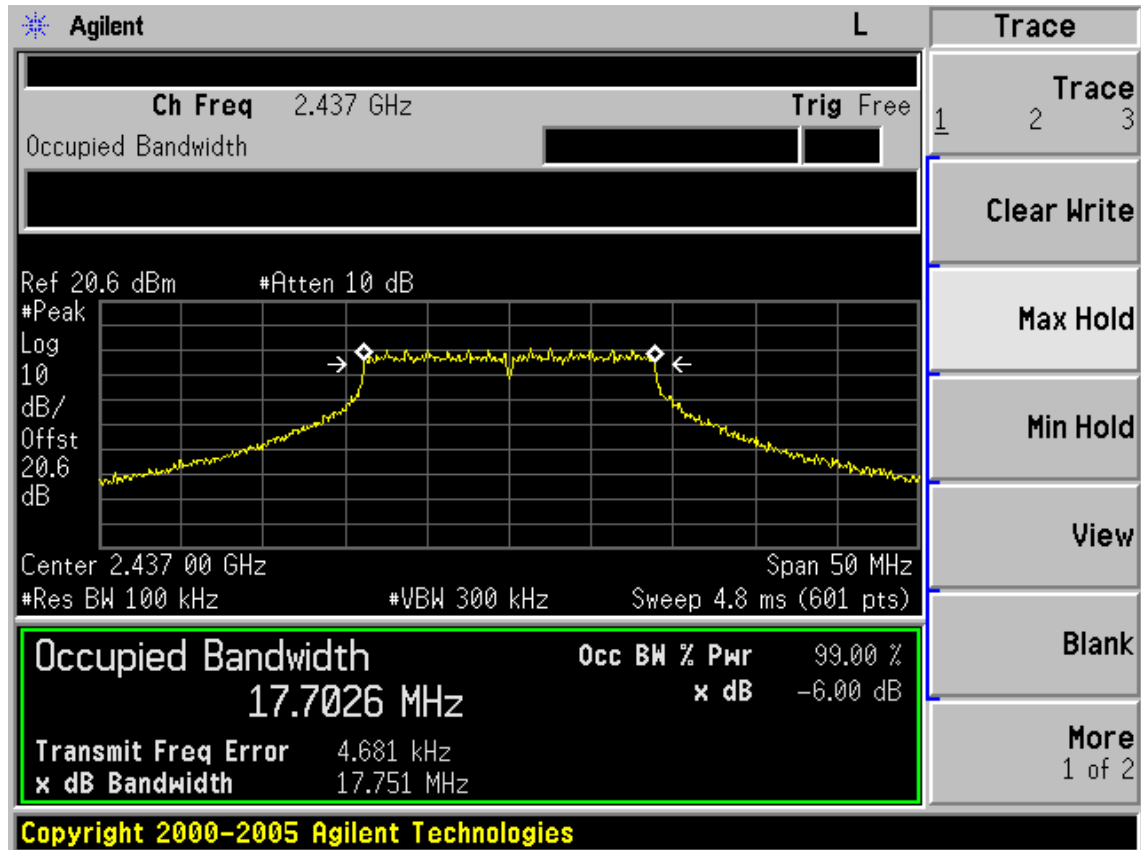 Agilent L Trace
Ch Freq 2.437 GHz Trig Free
Occupied Bandwidth
Trace
1 2 3
Clear Write
Max Hold
Min Hold
View
Blank
More
1 of 2
Ref 20.6 dBm #Atten 10 dB
#Peak
Log
10
dB/
Offst
20.6
dB
Center 2.437 00 GHz Span 50 MHz
#Res BW 100 kHz #VBW 300 kHz Sweep 4.8 ms (601 pts)
Occupied Bandwidth Occ BW % Pwr 99.00 %
17.7026 MHz x dB -6.00 dB
Transmit Freq Error 4.681 kHz
x dB Bandwidth 17.751 MHz
Copyright 2000-2005 Agilent Technologies